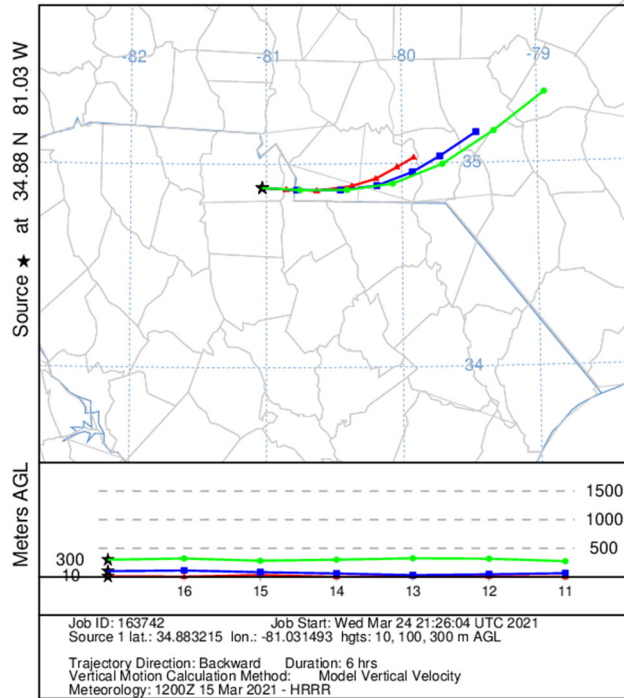 Source ★ at 34.88 N 81.03 W
-82
-81
-80
-79
35
34
Meters AGL
1500
1000
500
300
10
16 15 14 13 12 11
Job ID: 163742 Job Start: Wed Mar 24 21:26:04 UTC 2021
Source 1 lat.: 34.883215 lon.: -81.031493 hgts: 10, 100, 300 m AGL
Trajectory Direction: Backward Duration: 6 hrs
Vertical Motion Calculation Method: Model Vertical Velocity
Meteorology: 1200Z 15 Mar 2021 - HRRR